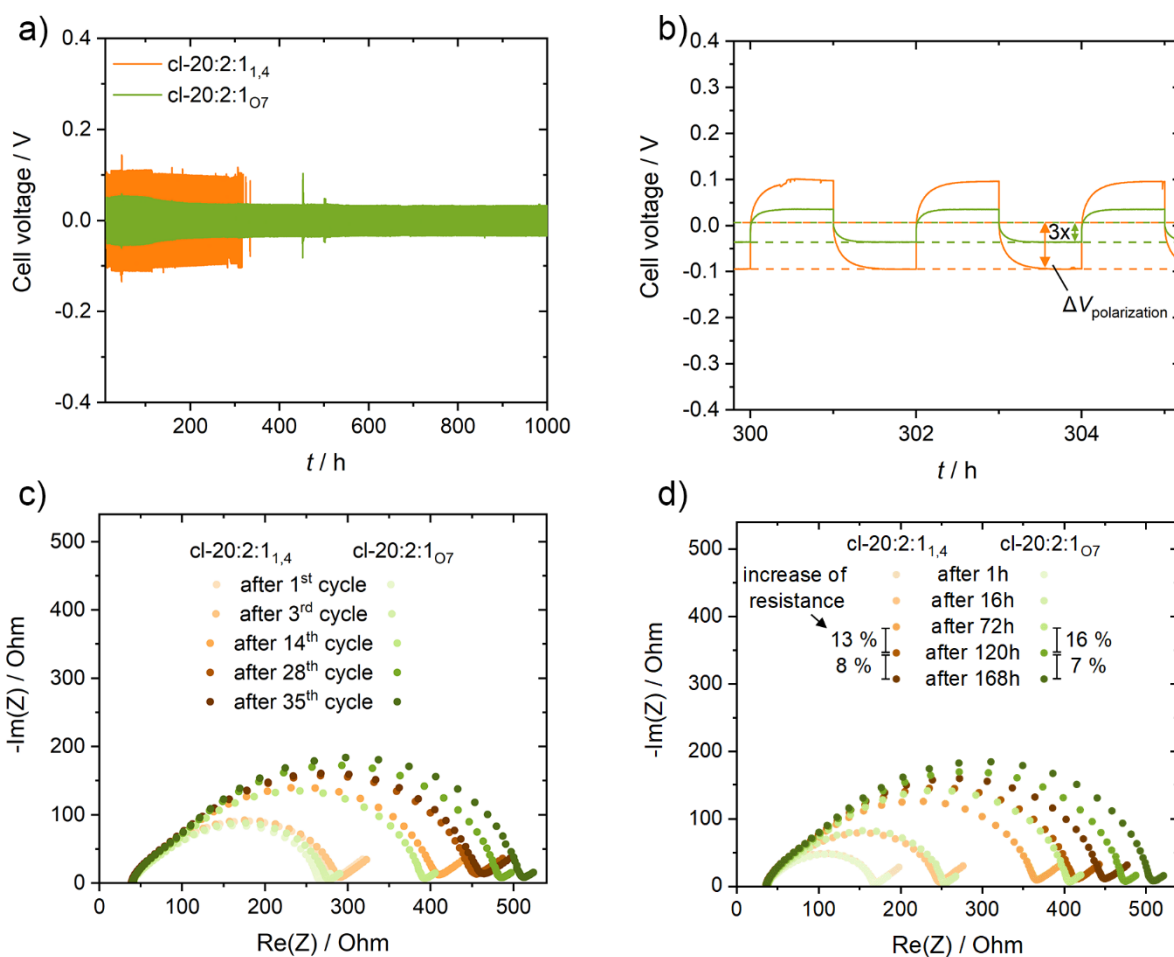 a)
0.4
0.2
0.0
-0.2
-0.4
Cell voltage / V
cl-20:2:1₁,₄
cl-20:2:1O7
200
400
600
800
1000
t / h
b)
0.4
0.3
0.2
0.1
0.0
-0.1
-0.2
-0.3
-0.4
Cell voltage / V
3x
ΔVpolarization
300
302
304
t / h
c)
500
400
300
200
100
0
-Im(Z) / Ohm
cl-20:2:1₁,₄ cl-20:2:1O7
after 1st cycle
after 3rd cycle
after 14th cycle
after 28th cycle
after 35th cycle
0
100
200
300
400
500
Re(Z) / Ohm
d)
500
400
300
200
100
0
-Im(Z) / Ohm
cl-20:2:1₁,₄ cl-20:2:1O7
increase of
resistance
after 1h
after 16h
after 72h
13 % 16 %
after 120h
8 % 7 %
after 168h
0
100
200
300
400
500
Re(Z) / Ohm